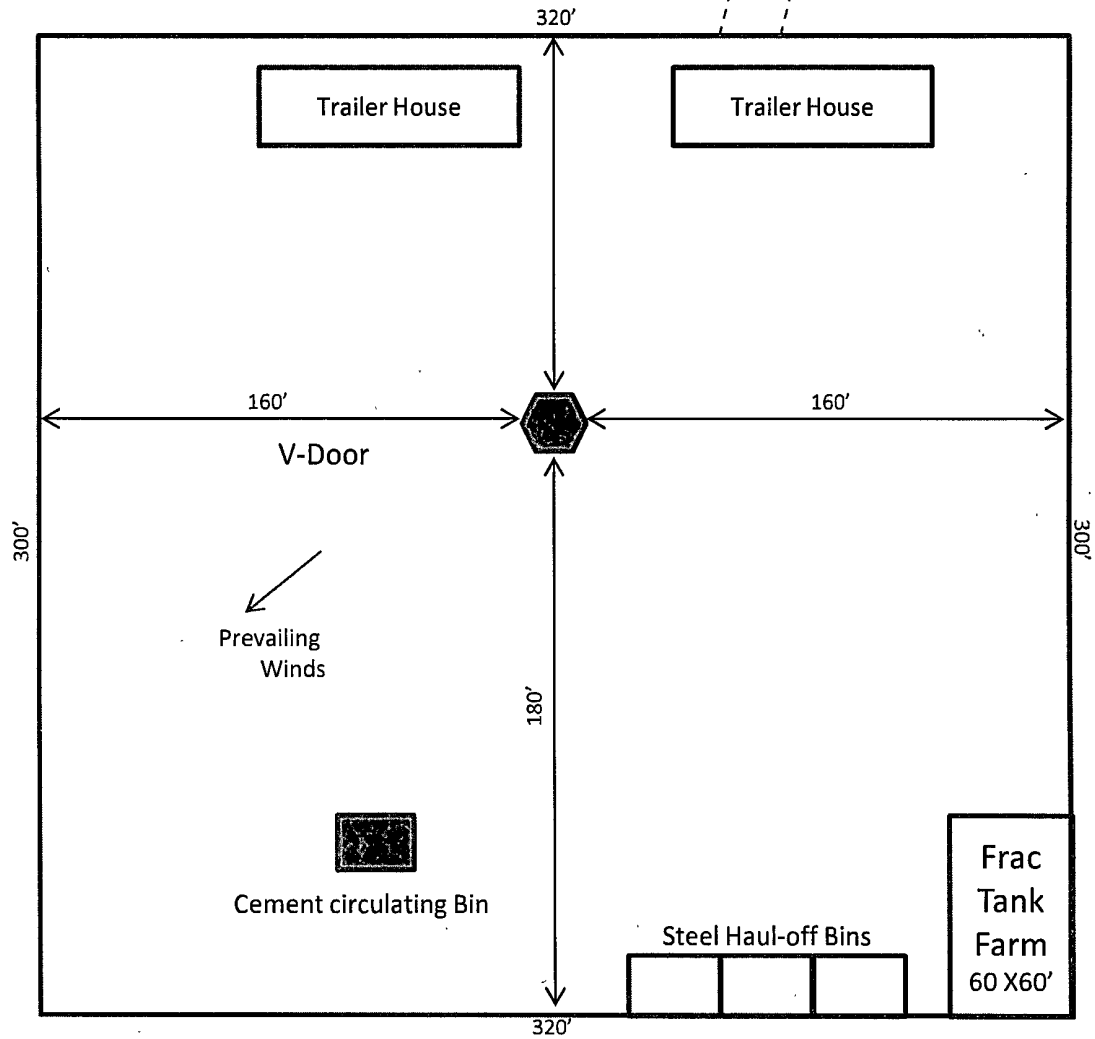 320'
Trailer House
Trailer House
160'
160'
V-Door
300'
300'
Prevailing
Winds
180'
Cement circulating Bin
Frac
Tank
Farm
60 X60'
Steel Haul-off Bins
320'